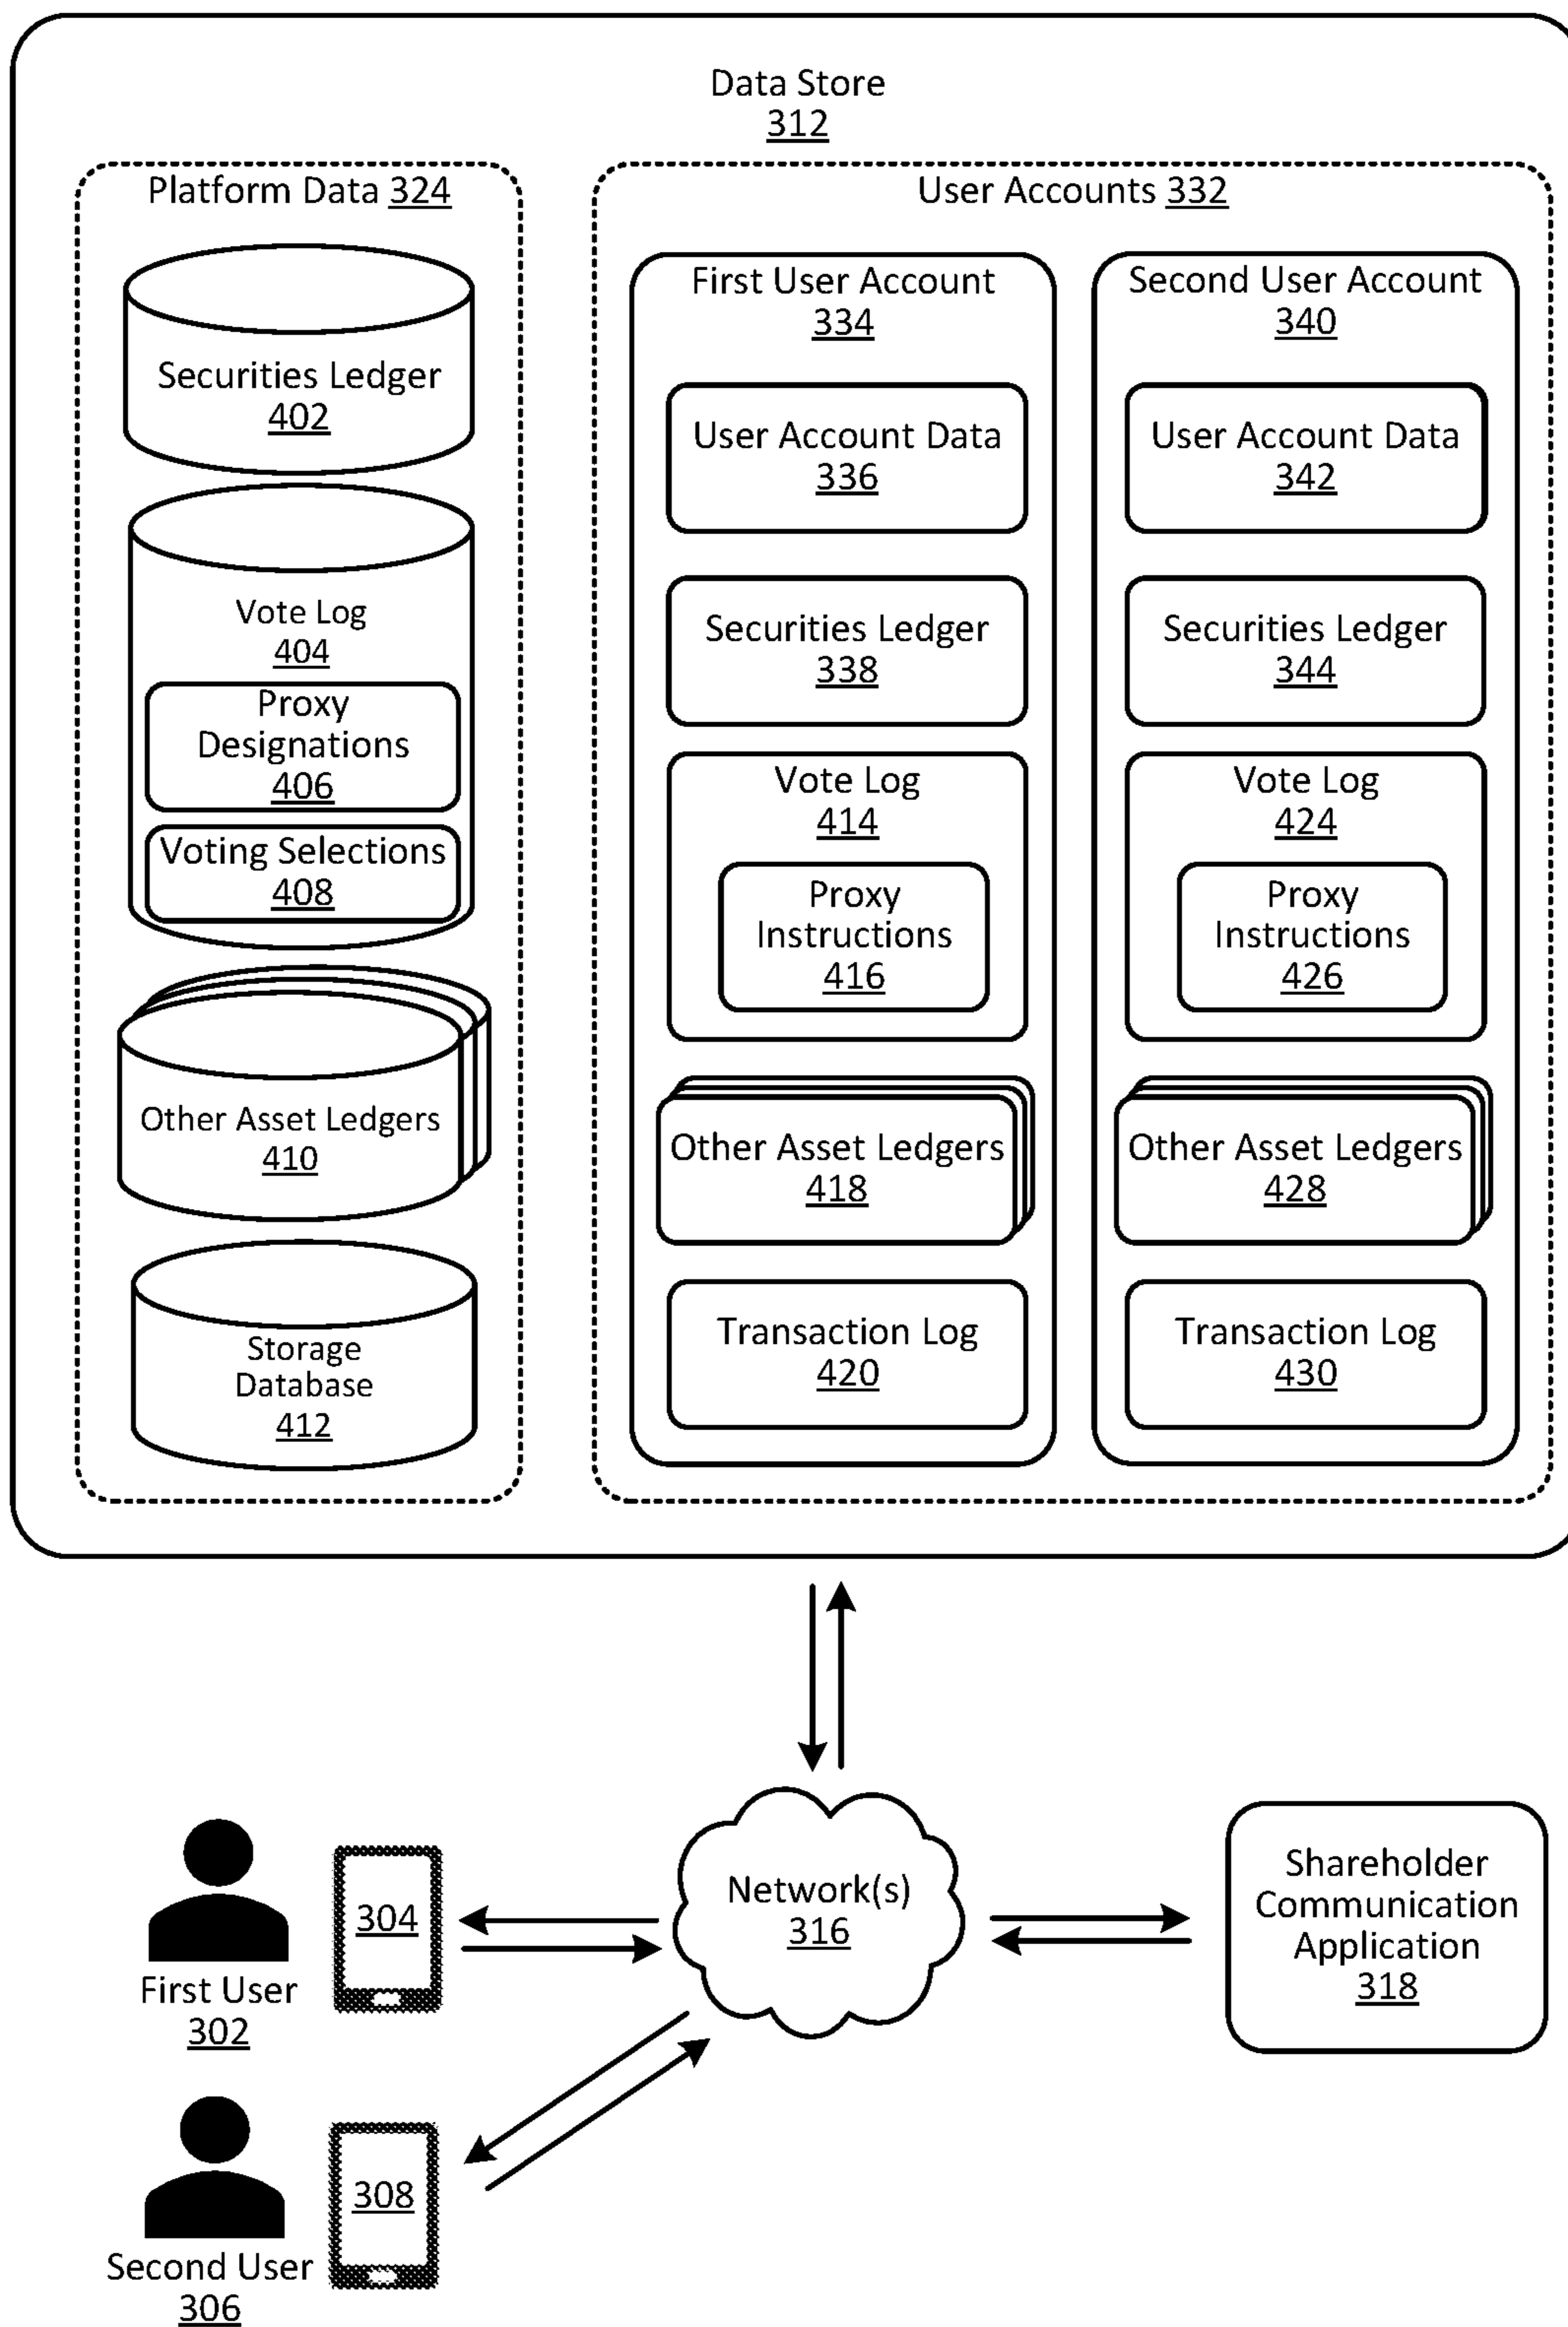 Data Store
312
Platform Data 324
Securities Ledger
402
Vote Log
404
Proxy
Designations
406
Voting Selections
408
Other Asset Ledgers
410
Storage
Database
412
User Accounts 332
First User Account
334
User Account Data
336
Securities Ledger
338
Vote Log
414
Proxy
Instructions
416
Other Asset Ledgers
418
Transaction Log
420
Second User Account
340
User Account Data
342
Securities Ledger
344
Vote Log
424
Proxy
Instructions
426
Other Asset Ledgers
428
Transaction Log
430
First User
302
304
Second User
306
308
Network(s)
316
Shareholder
Communication
Application
318